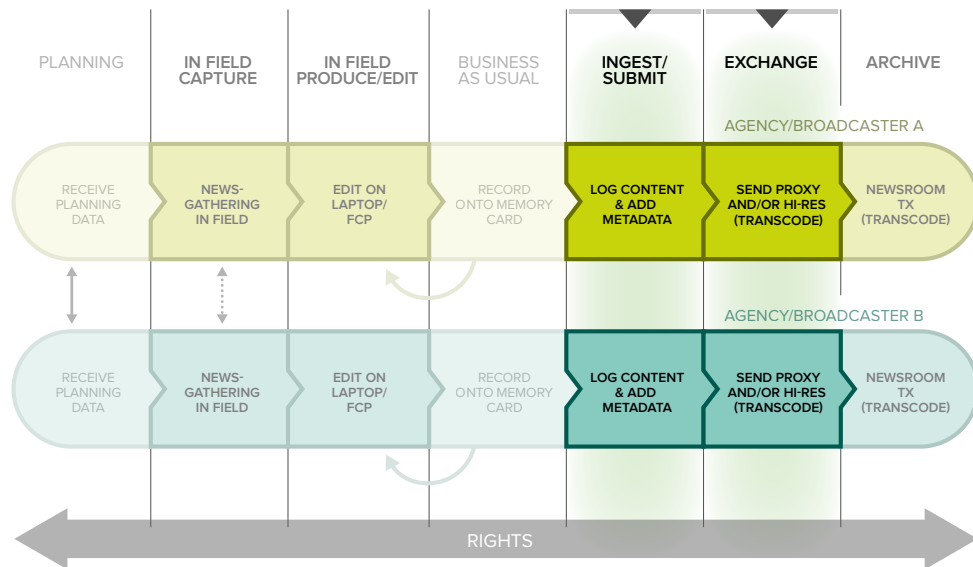 PLANNING
IN FIELD
CAPTURE
IN FIELD
PRODUCE/EDIT
BUSINESS
AS USUAL
INGEST/
SUBMIT
EXCHANGE
ARCHIVE
AGENCY/BROADCASTER A
RECEIVE
PLANNING
DATA
NEWS-
GATHERING
IN FIELD
EDIT ON
LAPTOP/
FCP
RECORD
ONTO MEMORY
CARD
LOG CONTENT
& ADD
METADATA
SEND PROXY
AND/OR HI-RES
(TRANSCODE)
NEWSROOM
TX
(TRANSCODE)
AGENCY/BROADCASTER B
RECEIVE
PLANNING
DATA
NEWS-
GATHERING
IN FIELD
EDIT ON
LAPTOP/
FCP
RECORD
ONTO MEMORY
CARD
LOG CONTENT
& ADD
METADATA
SEND PROXY
AND/OR HI-RES
(TRANSCODE)
NEWSROOM
TX
(TRANSCODE)
RIGHTS